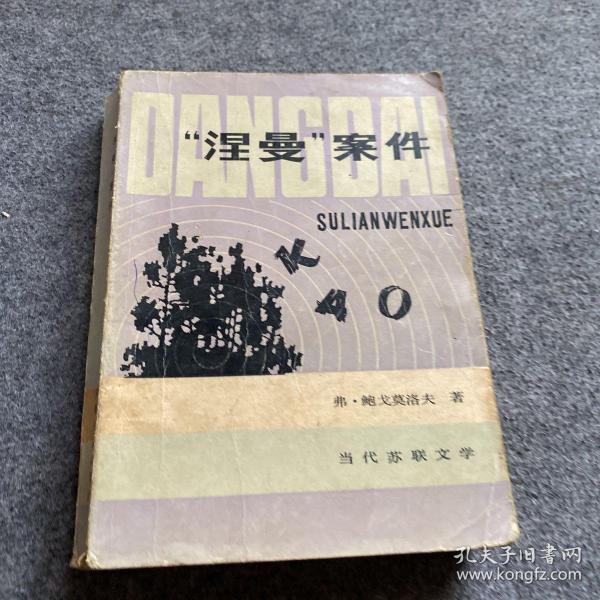 DANGDAI
“涅曼”案件
SULIANWENXUE
К
А О
弗·鲍戈莫洛夫 著
当代苏联文学
孔夫子旧书网
www.kongfz.com